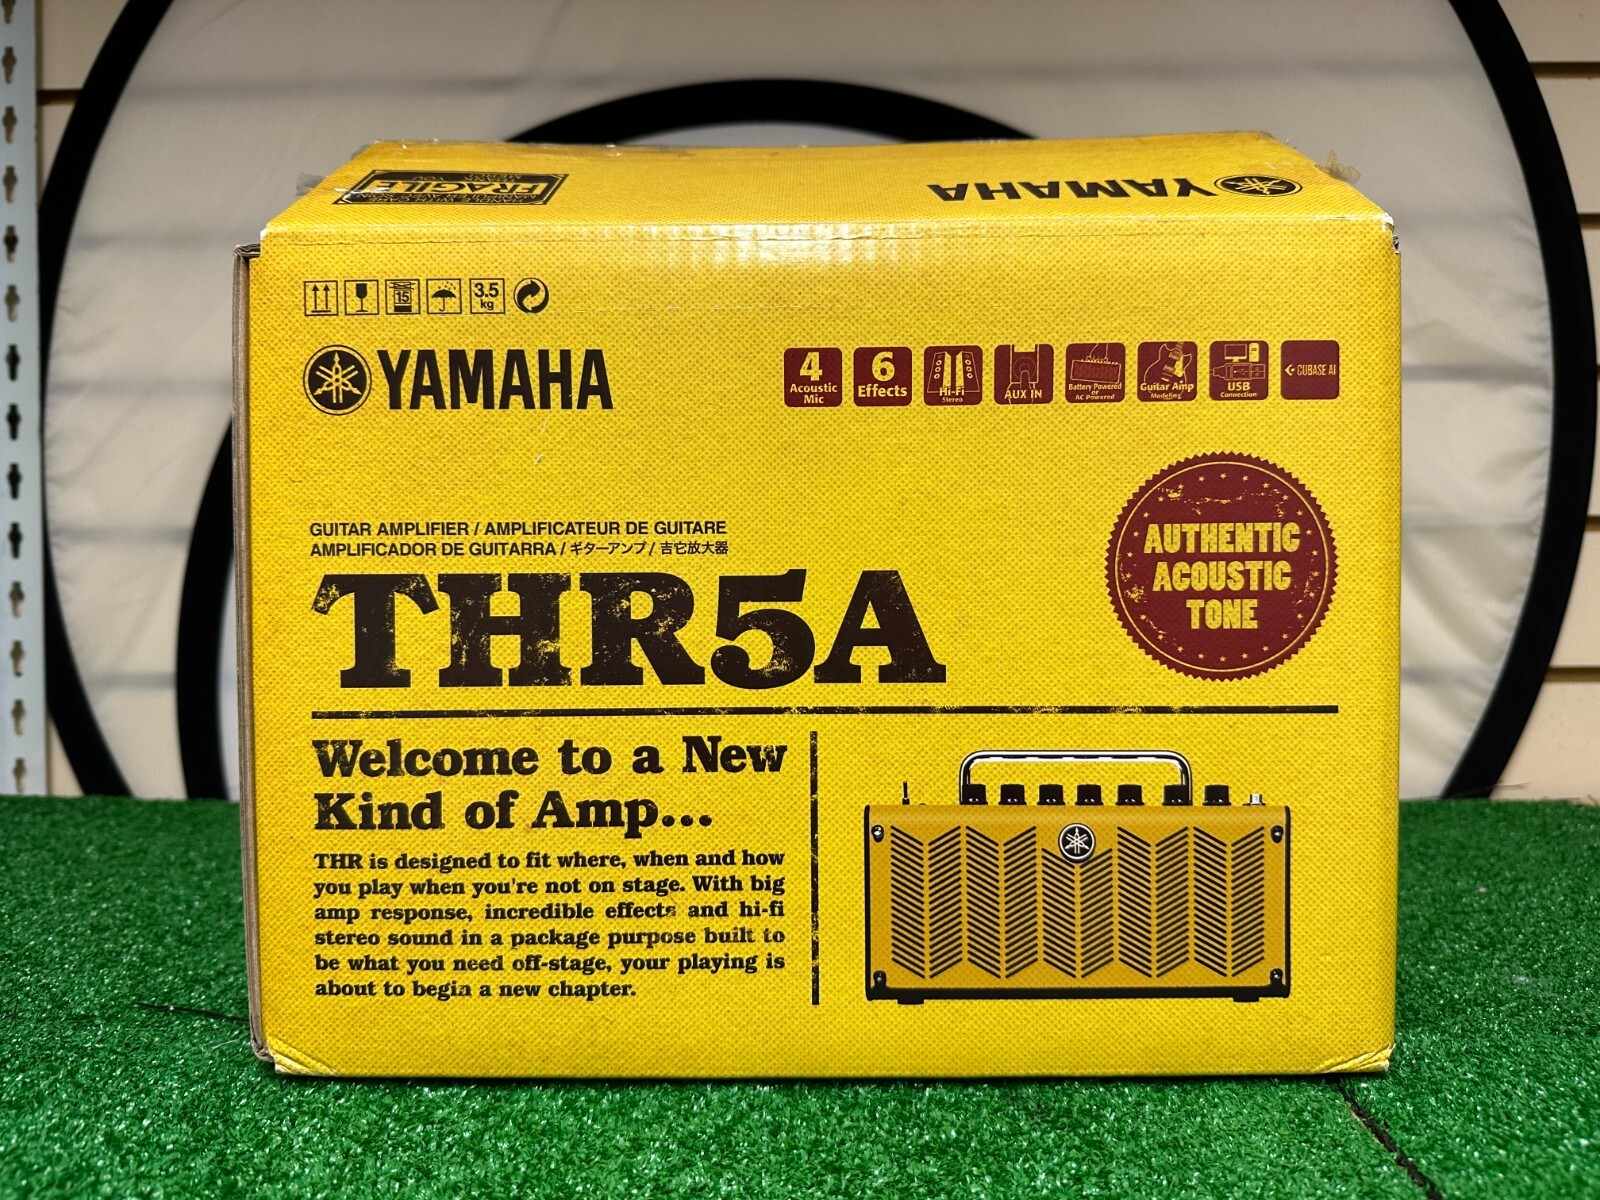 FRAGILE
YAMAHA
15
3.5
kg
YAMAHA
4
Acoustic
Mic
6
Effects
Hi-Fi
Stereo
AUX IN
Battery Powered
or
AC Powered
Guitar Amp
Modeling
USB
Connection
CUBASE AI
GUITAR AMPLIFIER / AMPLIFICATEUR DE GUITARE
AMPLIFICADOR DE GUITARRA / ギターアンプ / 吉它放大器
THR5A
AUTHENTIC
ACOUSTIC
TONE
Welcome to a New
Kind of Amp...
THR is designed to fit where, when and how
you play when you're not on stage. With big
amp response, incredible effects and hi-fi
stereo sound in a package purpose built to
be what you need off-stage, your playing is
about to begin a new chapter.